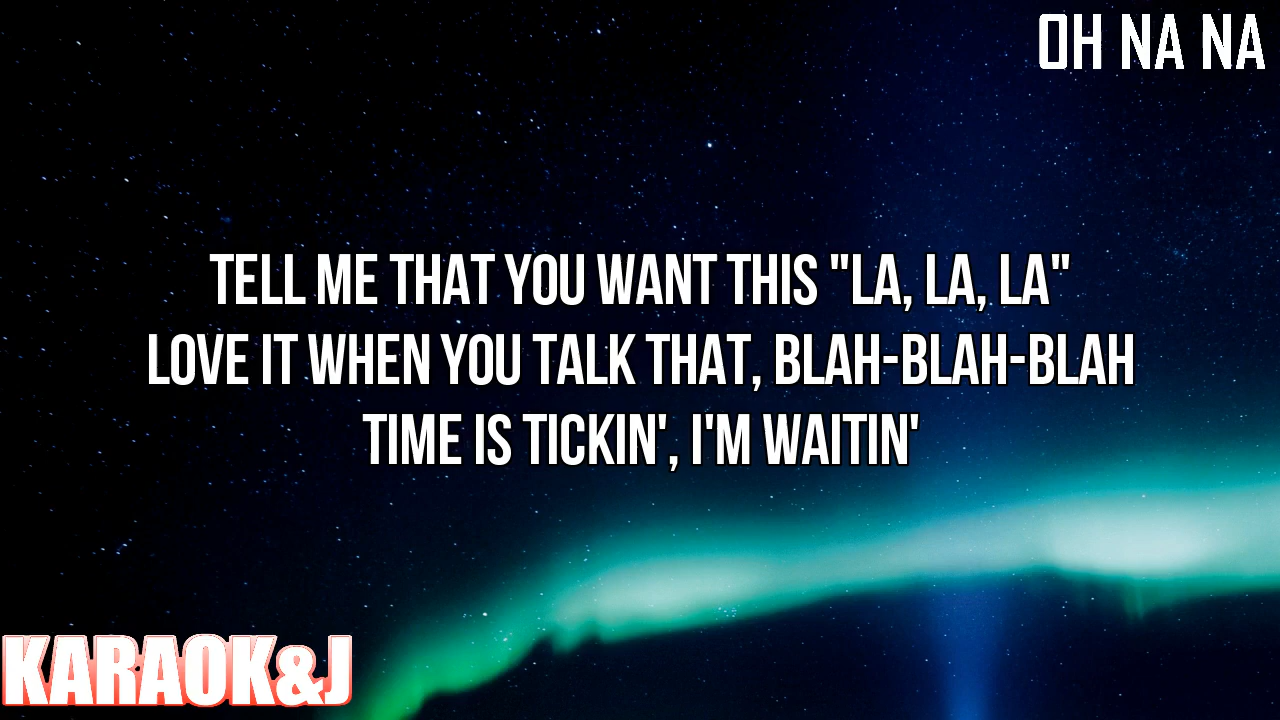 OH NA NA
TELL ME THAT YOU WANT THIS "LA, LA, LA"
LOVE IT WHEN YOU TALK THAT, BLAH-BLAH-BLAH
TIME IS TICKIN', I'M WAITIN'
KARAOK&J